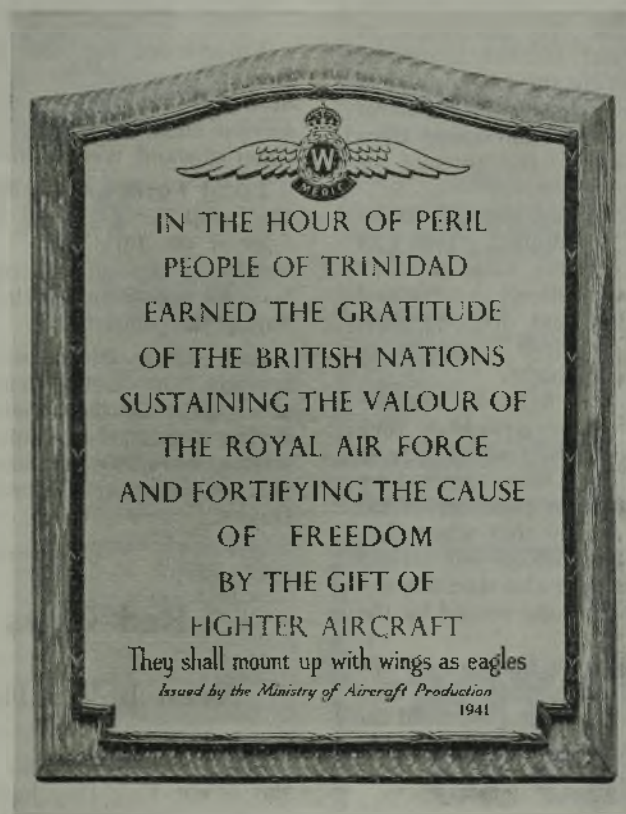 W
MEDIC
IN THE HOUR OF PERIL
PEOPLE OF TRINIDAD
EARNED THE GRATITUDE
OF THE BRITISH NATIONS
SUSTAINING THE VALOUR OF
THE ROYAL AIR FORCE
AND FORTIFYING THE CAUSE
OF FREEDOM
BY THE GIFT OF
FIGHTER AIRCRAFT
They shall mount up with wings as eagles
Issued by the Ministry of Aircraft Production
1941